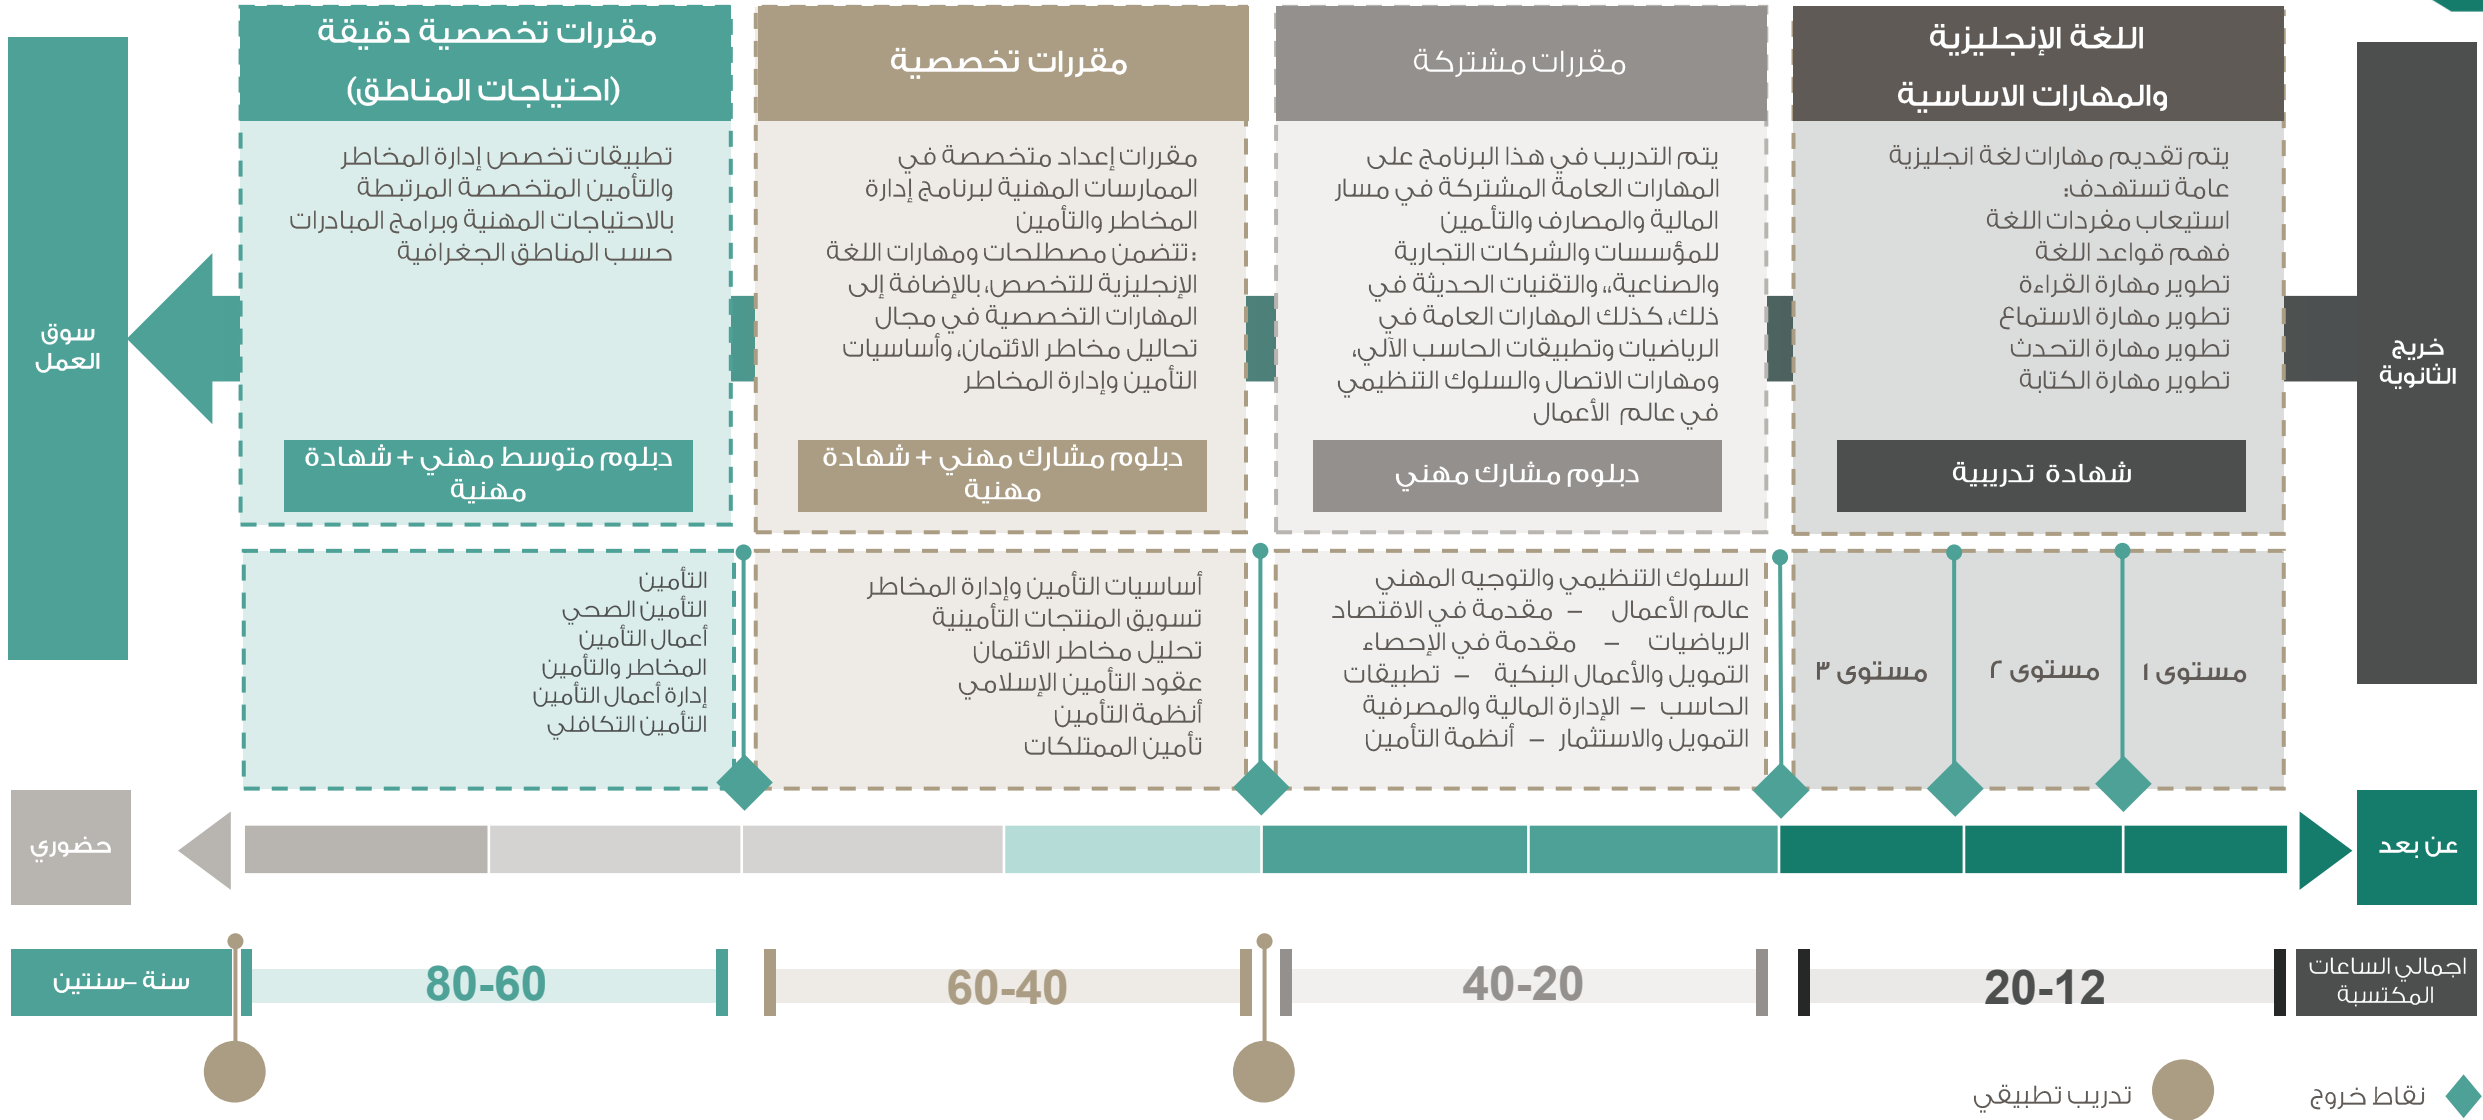 خريج
الثانوية
اللغة الإنجليزية
والمهارات الاساسية
يتم تقديم مهارات لغة انجليزية
عامة تستهدف:
استيعاب مفردات اللغة
فهم قواعد اللغة
تطوير مهارة القراءة
تطوير مهارة الاستماع
تطوير مهارة التحدث
تطوير مهارة الكتابة
شهادة تدريبية
مقررات مشتركة
يتم التدريب في هذا البرنامج على
المهارات العامة المشتركة في مسار
المالية والمصارف والتأمين
للمؤسسات والشركات التجارية
والصناعية،، والتقنيات الحديثة في
ذلك، كذلك المهارات العامة في
الرياضيات وتطبيقات الحاسب الآلي،
ومهارات الاتصال والسلوك التنظيمي
في عالم الأعمال
دبلوم مشارك مهني
مقررات تخصصية
مقررات إعداد متخصصة في
الممارسات المهنية لبرنامج إدارة
المخاطر والتأمين
:تتضمن مصطلحات ومهارات اللغة
الإنجليزية للتخصص، بالإضافة إلى
المهارات التخصصية في مجال
تحاليل مخاطر الائتمان، وأساسيات
التأمين وإدارة المخاطر
دبلوم مشارك مهني + شهادة
مهنية
مقررات تخصصية دقيقة
(احتياجات المناطق)
تطبيقات تخصص إدارة المخاطر
والتأمين المتخصصة المرتبطة
بالاحتياجات المهنية وبرامج المبادرات
حسب المناطق الجغرافية
دبلوم متوسط مهني + شهادة
مهنية
سوق
العمل
مستوى ١
مستوى ٢
مستوى ٣
السلوك التنظيمي والتوجيه المهني
عالم الأعمال – مقدمة في الاقتصاد
الرياضيات – مقدمة في الإحصاء
التمويل والأعمال البنكية – تطبيقات
الحاسب – الإدارة المالية والمصرفية
التمويل والاستثمار – أنظمة التأمين
أساسيات التأمين وإدارة المخاطر
تسويق المنتجات التأمينية
تحليل مخاطر الائتمان
عقود التأمين الإسلامي
أنظمة التأمين
تأمين الممتلكات
التأمين
التأمين الصحي
أعمال التأمين
المخاطر والتأمين
إدارة أعمال التأمين
التأمين التكافلي
عن بعد
حضوري
اجمالي الساعات
المكتسبة
20-12
40-20
60-40
80-60
سنة –سنتين
نقاط خروج
تدريب تطبيقي